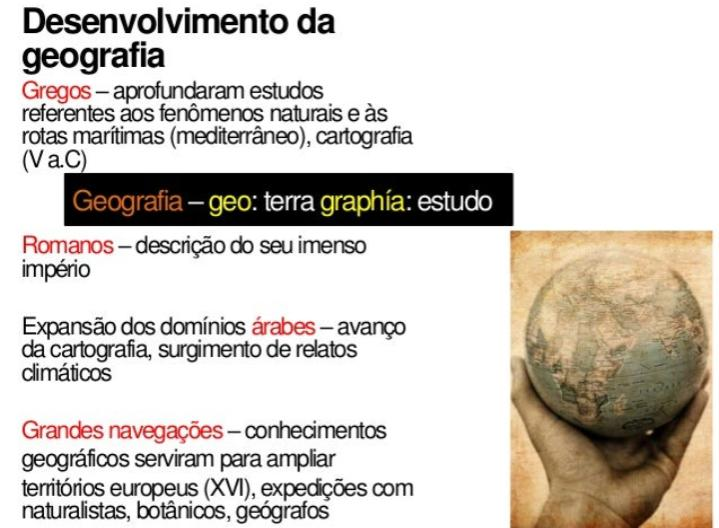 Desenvolvimento da
geografia
Gregos – aprofundaram estudos
referentes aos fenômenos naturais e às
rotas marítimas (mediterrâneo), cartografia
(V a.C)
Geografia – geo: terra graphía: estudo
Romanos – descrição do seu imenso
império
Expansão dos domínios árabes – avanço
da cartografia, surgimento de relatos
climáticos
Grandes navegações – conhecimentos
geográficos serviram para ampliar
territórios europeus (XVI), expedições com
naturalistas, botânicos, geógrafos